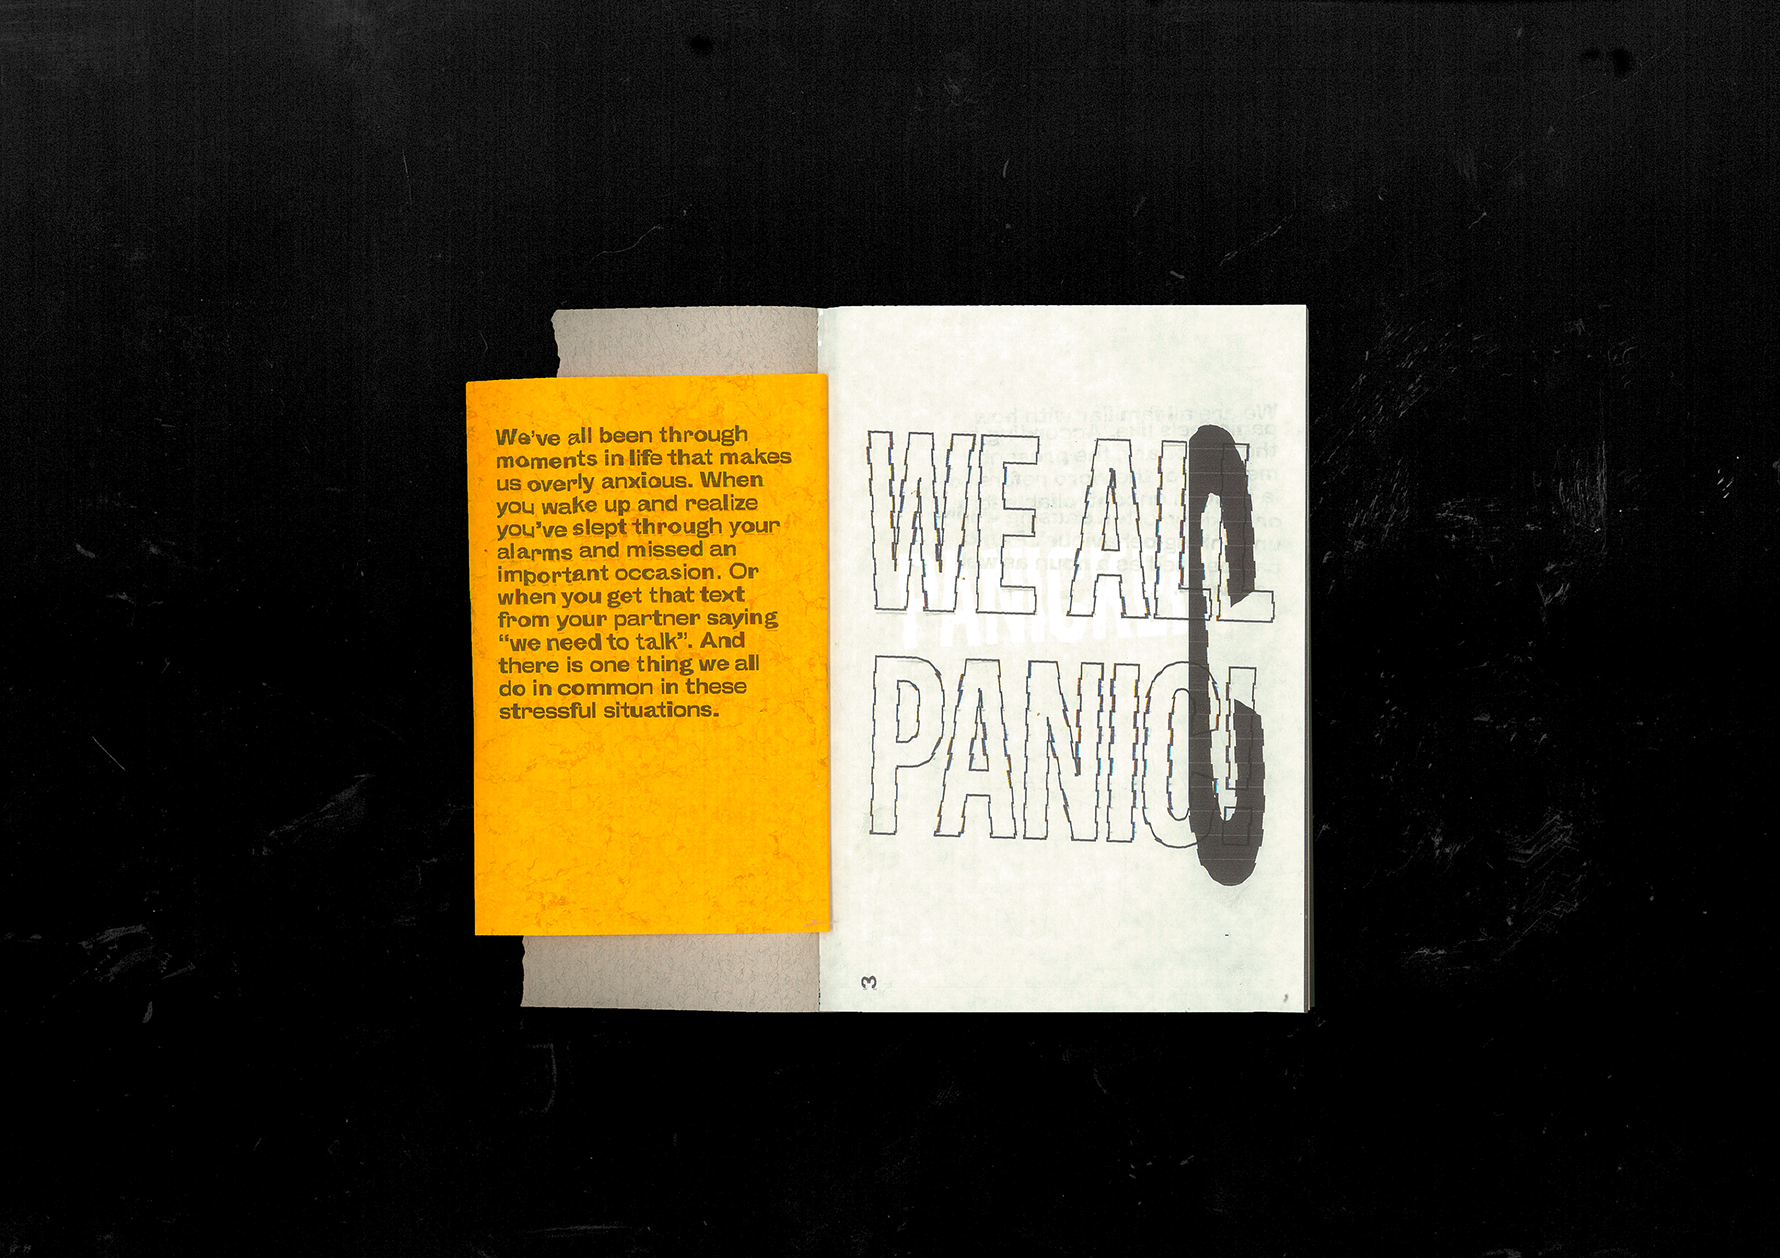 We've all been through
moments in life that makes
us overly anxious. When
you wake up and realize
you've slept through your
alarms and missed an
important occasion. Or
when you get that text
from your partner saying
“we need to talk”. And
there is one thing we all
do in common in these
stressful situations.
WE ALL
PANIC
3